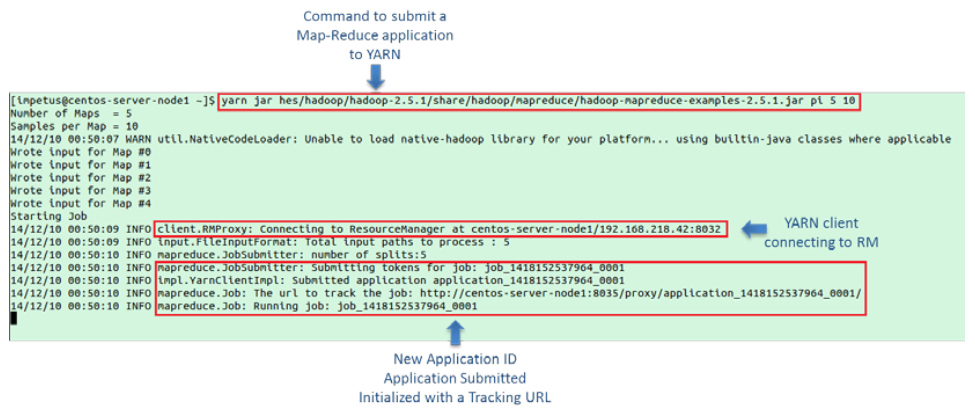 Command to submit a
Map-Reduce application
to YARN
[impetus@centos-server-node1 ~]$ yarn jar hes/hadoop/hadoop-2.5.1/share/hadoop/mapreduce/hadoop-mapreduce-examples-2.5.1.jar pi 5 10
Number of Maps  = 5
Samples per Map = 10
14/12/10 00:50:07 WARN util.NativeCodeLoader: Unable to load native-hadoop library for your platform... using builtin-java classes where applicable
Wrote input for Map #0
Wrote input for Map #1
Wrote input for Map #2
Wrote input for Map #3
Wrote input for Map #4
Starting Job
14/12/10 00:50:09 INFO client.RMProxy: Connecting to ResourceManager at centos-server-node1/192.168.218.42:8032
14/12/10 00:50:09 INFO input.FileInputFormat: Total input paths to process : 5
14/12/10 00:50:10 INFO mapreduce.JobSubmitter: number of splits:5
14/12/10 00:50:10 INFO mapreduce.JobSubmitter: Submitting tokens for job: job_1418152537964_0001
14/12/10 00:50:10 INFO impl.YarnClientImpl: Submitted application application_1418152537964_0001
14/12/10 00:50:10 INFO mapreduce.Job: The url to track the job: http://centos-server-node1:8035/proxy/application_1418152537964_0001/
14/12/10 00:50:10 INFO mapreduce.Job: Running job: job_1418152537964_0001
YARN client
connecting to RM
New Application ID
Application Submitted
Initialized with a Tracking URL